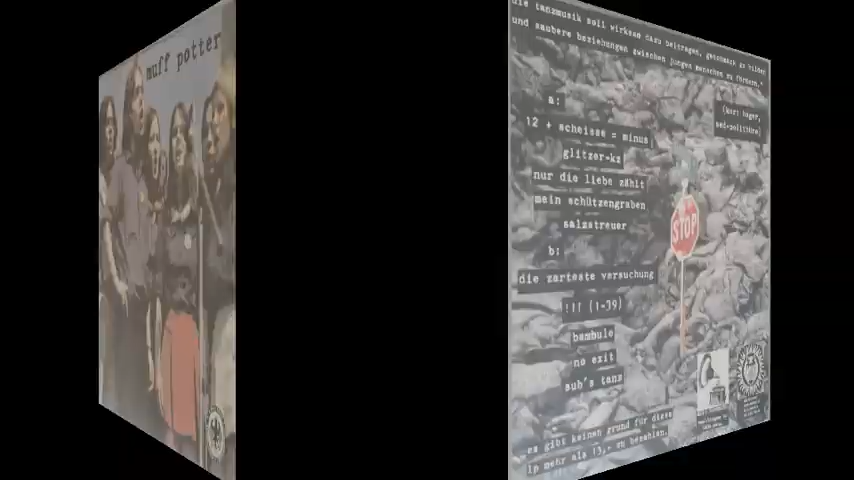 muff potter
die tanzmusik soll wirksam dazu beitragen, geschmack zu bilden
und saubere beziehungen zwischen jungen menschen zu fördern."
(kurt hager,
sed-politbüro)
a:
12 + scheisse = minus
glitzer-kz
nur die liebe zählt
mein schützengraben
salzstreuer
b:
die zarteste versuchung
!!! (1-39)
bambule
no exit
sub's tanz
STOP
es gibt keinen grund für diese
lp mehr als 13,- zu bezahlen.